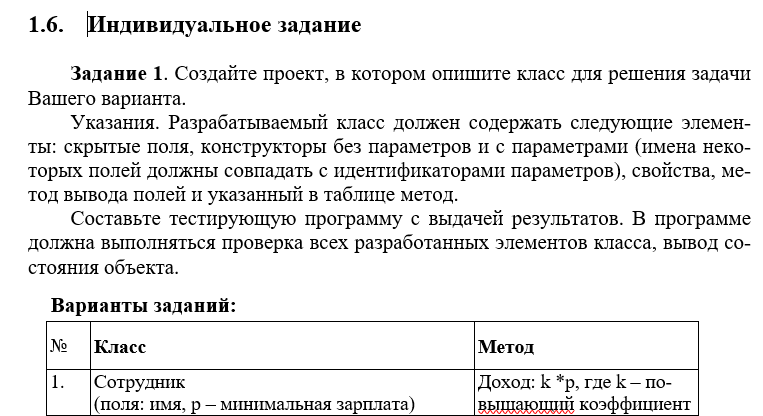 1.6. Индивидуальное задание
Задание 1. Создайте проект, в котором опишите класс для решения задачи
Вашего варианта.
Указания. Разрабатываемый класс должен содержать следующие элемен-
ты: скрытые поля, конструкторы без параметров и с параметрами (имена неко-
торых полей должны совпадать с идентификаторами параметров), свойства, ме-
тод вывода полей и указанный в таблице метод.
Составьте тестирующую программу с выдачей результатов. В программе
должна выполняться проверка всех разработанных элементов класса, вывод со-
стояния объекта.
Варианты заданий:
№ Класс Метод
1. Сотрудник Доход: k *p, где k – по-
(поля: имя, p – минимальная зарплата) вышающий коэффициент